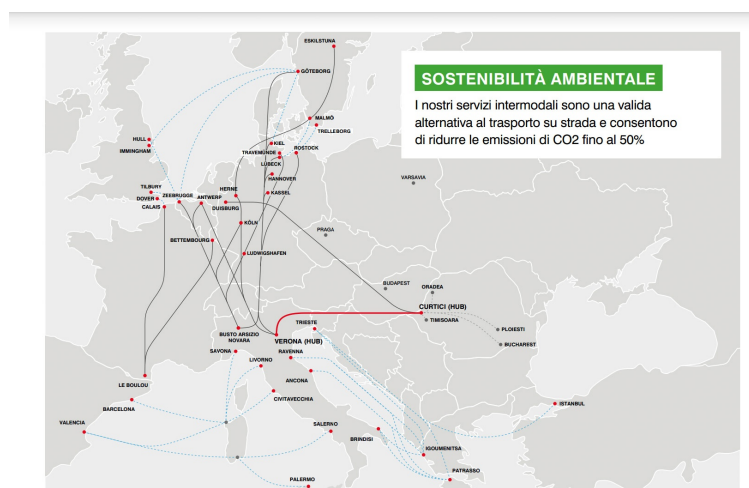 ESKILSTUNA
GÖTEBORG
SOSTENIBILITÀ AMBIENTALE
I nostri servizi intermodali sono una valida
alternativa al trasporto su strada e consentono
di ridurre le emissioni di CO2 fino al 50%
MALMÖ
TRELLEBORG
HULL
IMMINGHAM
KIEL
TRAVEMÜNDE
ROSTOCK
LÜBECK
HANNOVER
VARSAVIA
TILBURY
DOVER
CALAIS
ZEEBRUGGE
ANTWERP
HERNE
DUISBURG
KASSEL
KÖLN
PRAGA
BETTEMBOURG
LUDWIGSHAFEN
BUDAPEST
ORADEA
CURTICI (HUB)
TIMISOARA
PLOIESTI
BUCHAREST
TRIESTE
BUSTO ARSIZIO
NOVARA
VERONA (HUB)
SAVONA
RAVENNA
LIVORNO
LE BOULOU
ANCONA
CIVITAVECCHIA
BARCELONA
ISTANBUL
VALENCIA
SALERNO
BRINDISI
IGOUMENITSA
PATRASSO
PALERMO